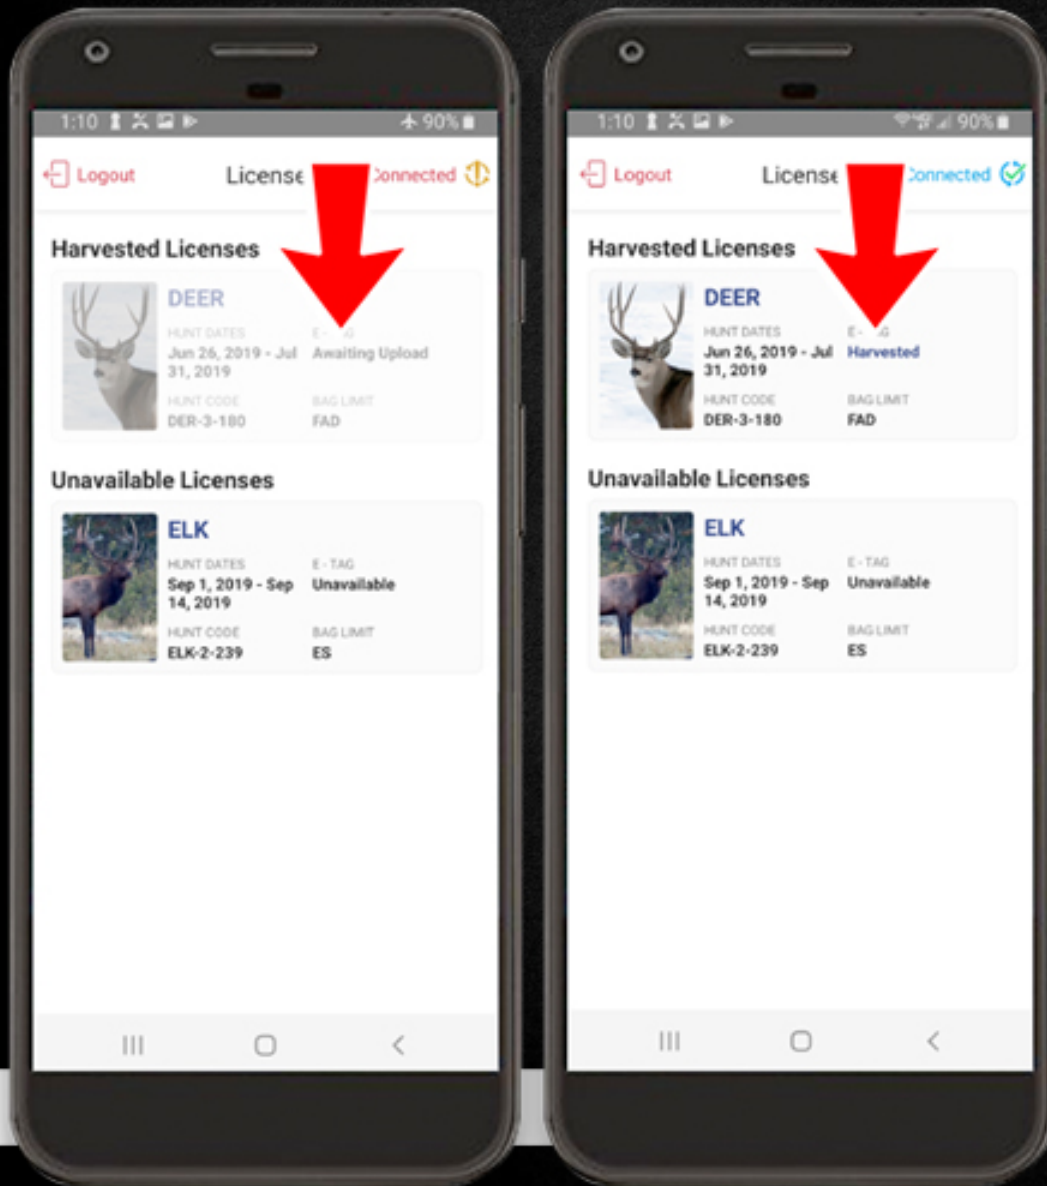 1:10
90%
Logout
License
Connected
Harvested Licenses
DEER
HUNT DATES
E -
Jun 26, 2019 - Jul
31, 2019
Awaiting Upload
HUNT CODE
BAG LIMIT
DER-3-180
FAD
Unavailable Licenses
ELK
HUNT DATES
E - TAG
Sep 1, 2019 - Sep
14, 2019
Unavailable
HUNT CODE
BAG LIMIT
ELK-2-239
ES
1:10
90%
Logout
License
Connected
Harvested Licenses
DEER
HUNT DATES
E -
Jun 26, 2019 - Jul
31, 2019
Harvested
HUNT CODE
BAG LIMIT
DER-3-180
FAD
Unavailable Licenses
ELK
HUNT DATES
E - TAG
Sep 1, 2019 - Sep
14, 2019
Unavailable
HUNT CODE
BAG LIMIT
ELK-2-239
ES